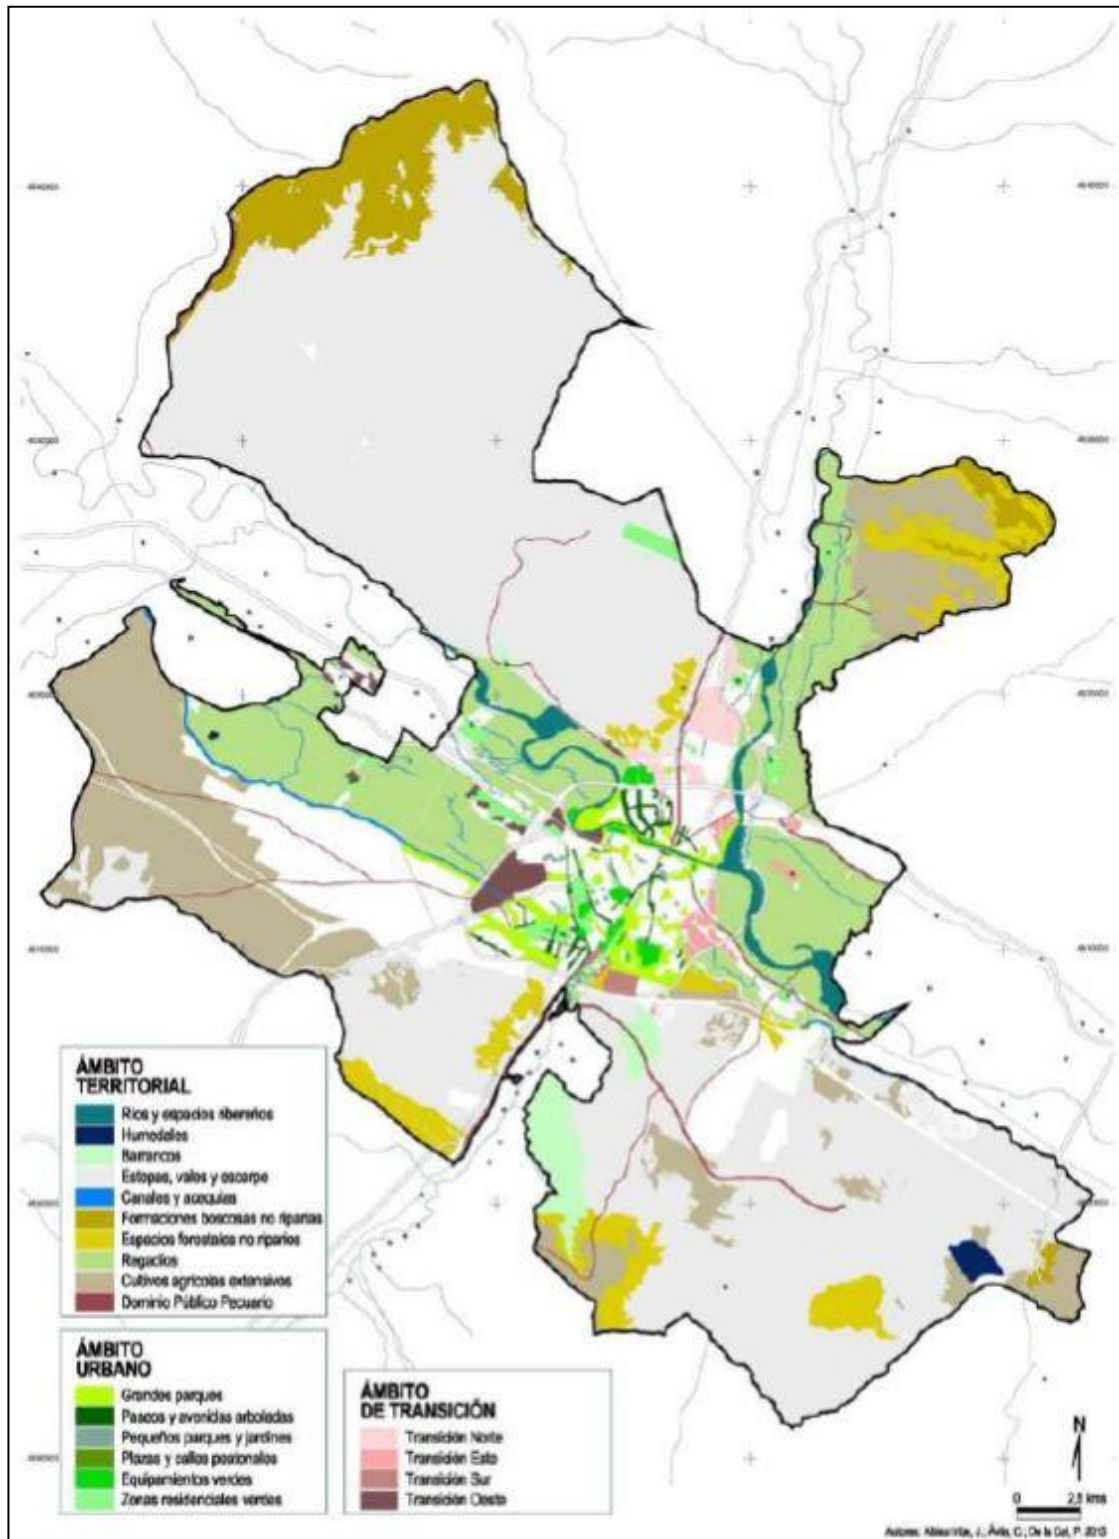 ÁMBITO
TERRITORIAL
Ríos y espacios ribereños
Humedales
Barrancos
Estepas, vales y escarpe
Canales y acequias
Formaciones boscosas no riparias
Espacios forestales no riparios
Regadíos
Cultivos agrícolas extensivos
Dominio Público Pecuario
ÁMBITO
URBANO
Grandes parques
Paseos y avenidas arboladas
Pequeños parques y jardines
Plazas y calles peatonales
Equipamientos verdes
Zonas residenciales verdes
ÁMBITO
DE TRANSICIÓN
Transición Norte
Transición Este
Transición Sur
Transición Oeste
N
0 2,5 kms